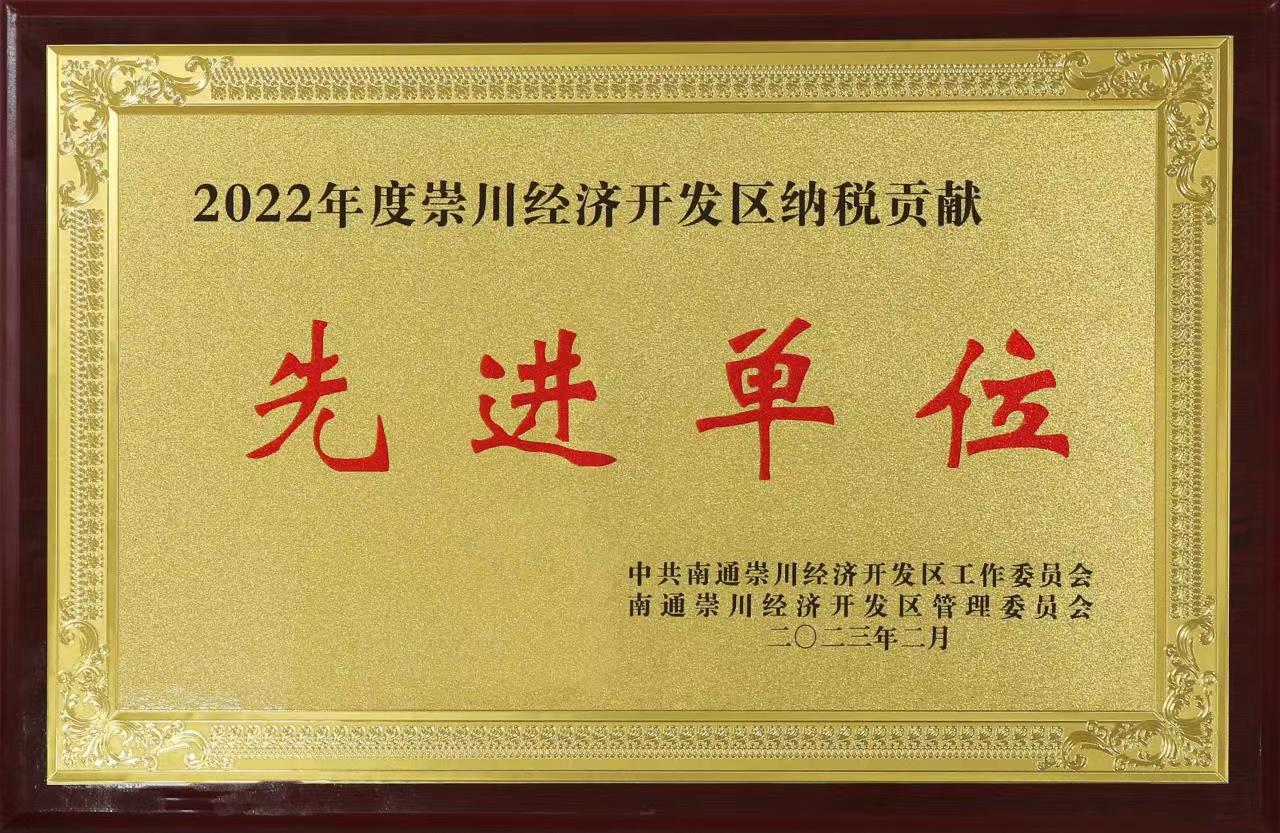 2022年度崇川经济开发区纳税贡献
先进单位
中共南通崇川经济开发区工作委员会
南通崇川经济开发区管理委员会
二〇二三年二月